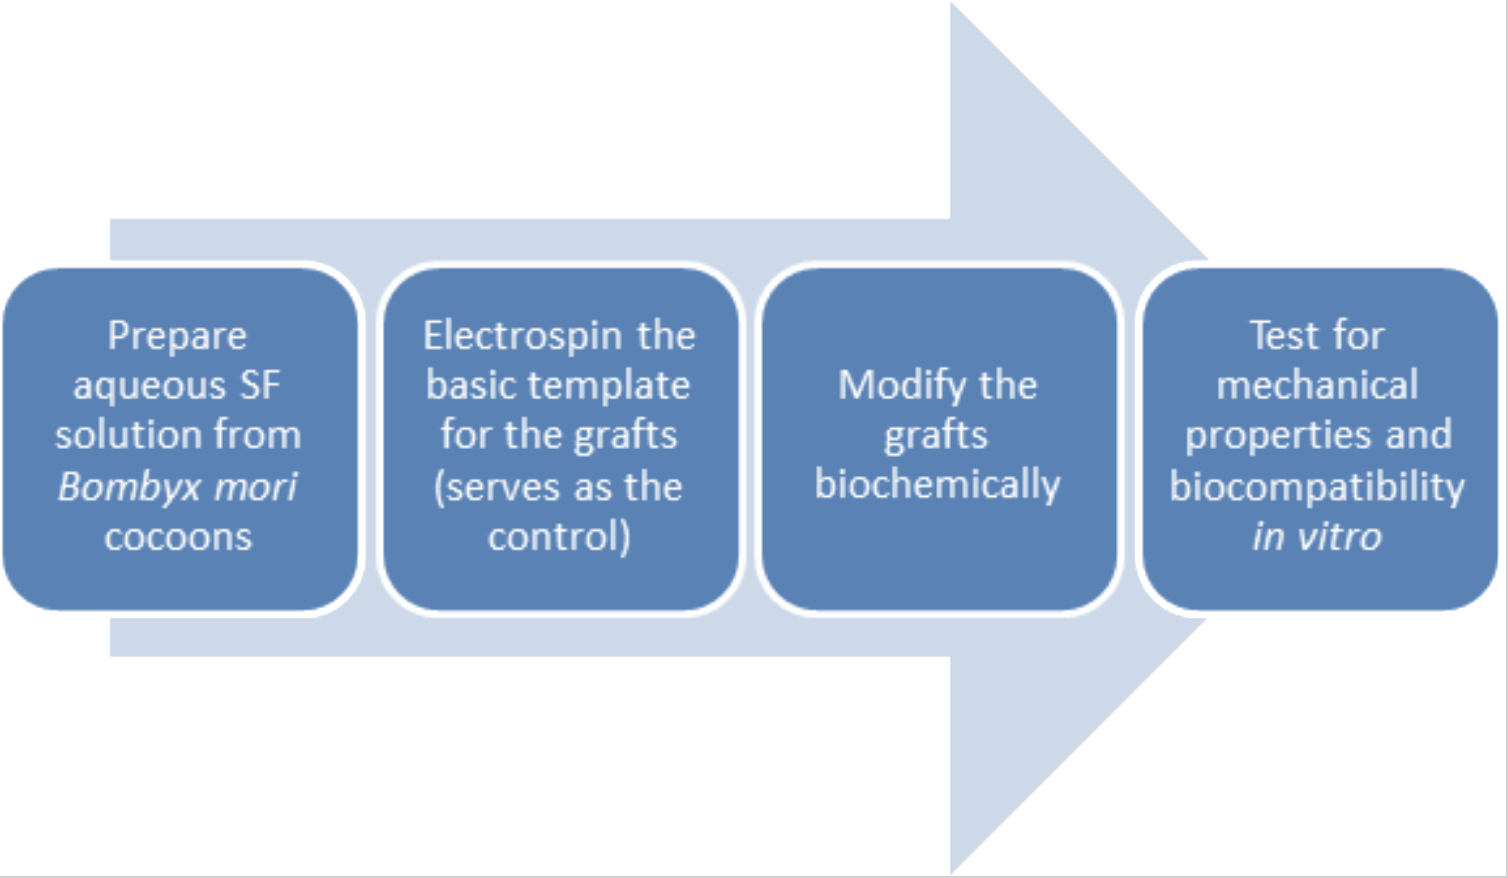 Prepare
aqueous SF
solution from
Bombyx mori
cocoons
Electrospin the
basic template
for the grafts
(serves as the
control)
Modify the
grafts
biochemically
Test for
mechanical
properties and
biocompatibility
in vitro